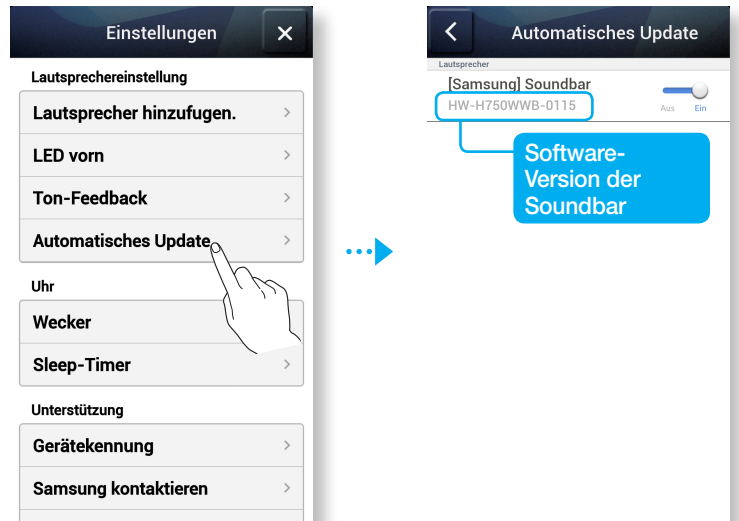 Einstellungen
Lautsprechereinstellung
Lautsprecher hinzufugen.
LED vorn
Ton-Feedback
Automatisches Update
Uhr
Wecker
Sleep-Timer
Unterstützung
Gerätekennung
Samsung kontaktieren
Automatisches Update
Lautsprecher
[Samsung] Soundbar
HW-H750WWB-0115
Aus Ein
Software-
Version der
Soundbar